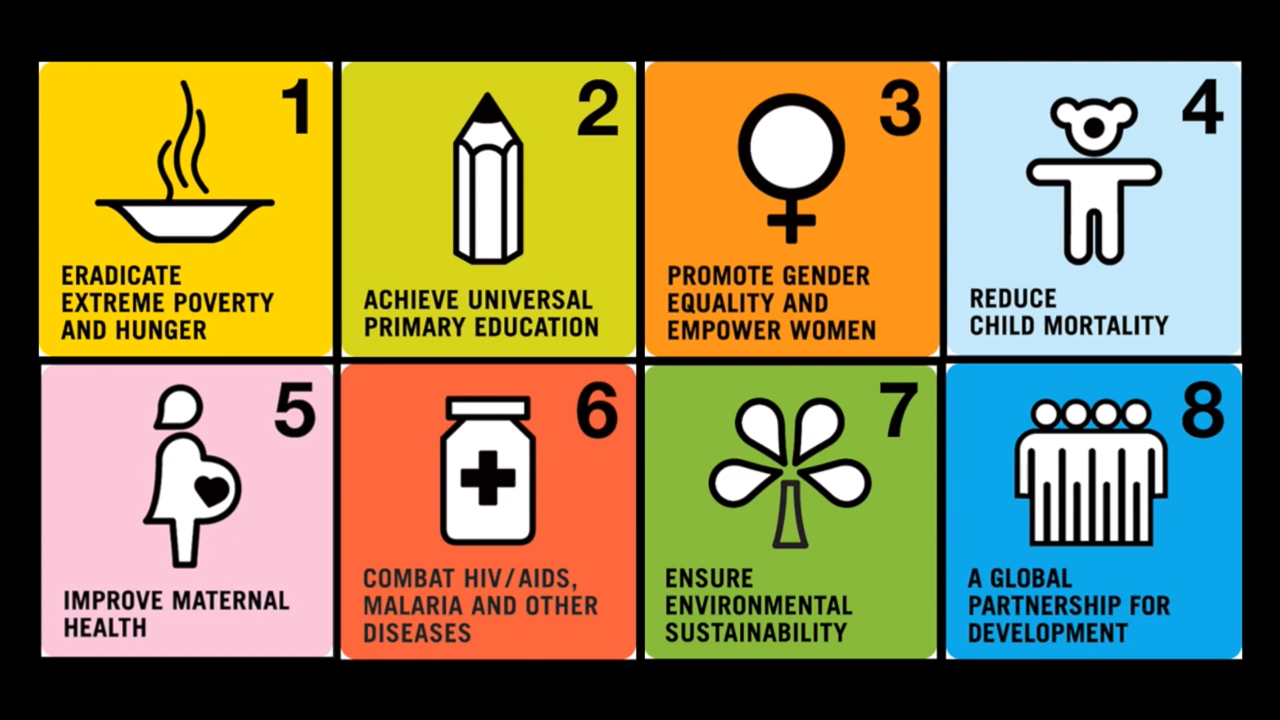 1
ERADICATE
EXTREME POVERTY
AND HUNGER
2
ACHIEVE UNIVERSAL
PRIMARY EDUCATION
3
PROMOTE GENDER
EQUALITY AND
EMPOWER WOMEN
4
REDUCE
CHILD MORTALITY
5
IMPROVE MATERNAL
HEALTH
6
COMBAT HIV/AIDS,
MALARIA AND OTHER
DISEASES
7
ENSURE
ENVIRONMENTAL
SUSTAINABILITY
8
A GLOBAL
PARTNERSHIP FOR
DEVELOPMENT